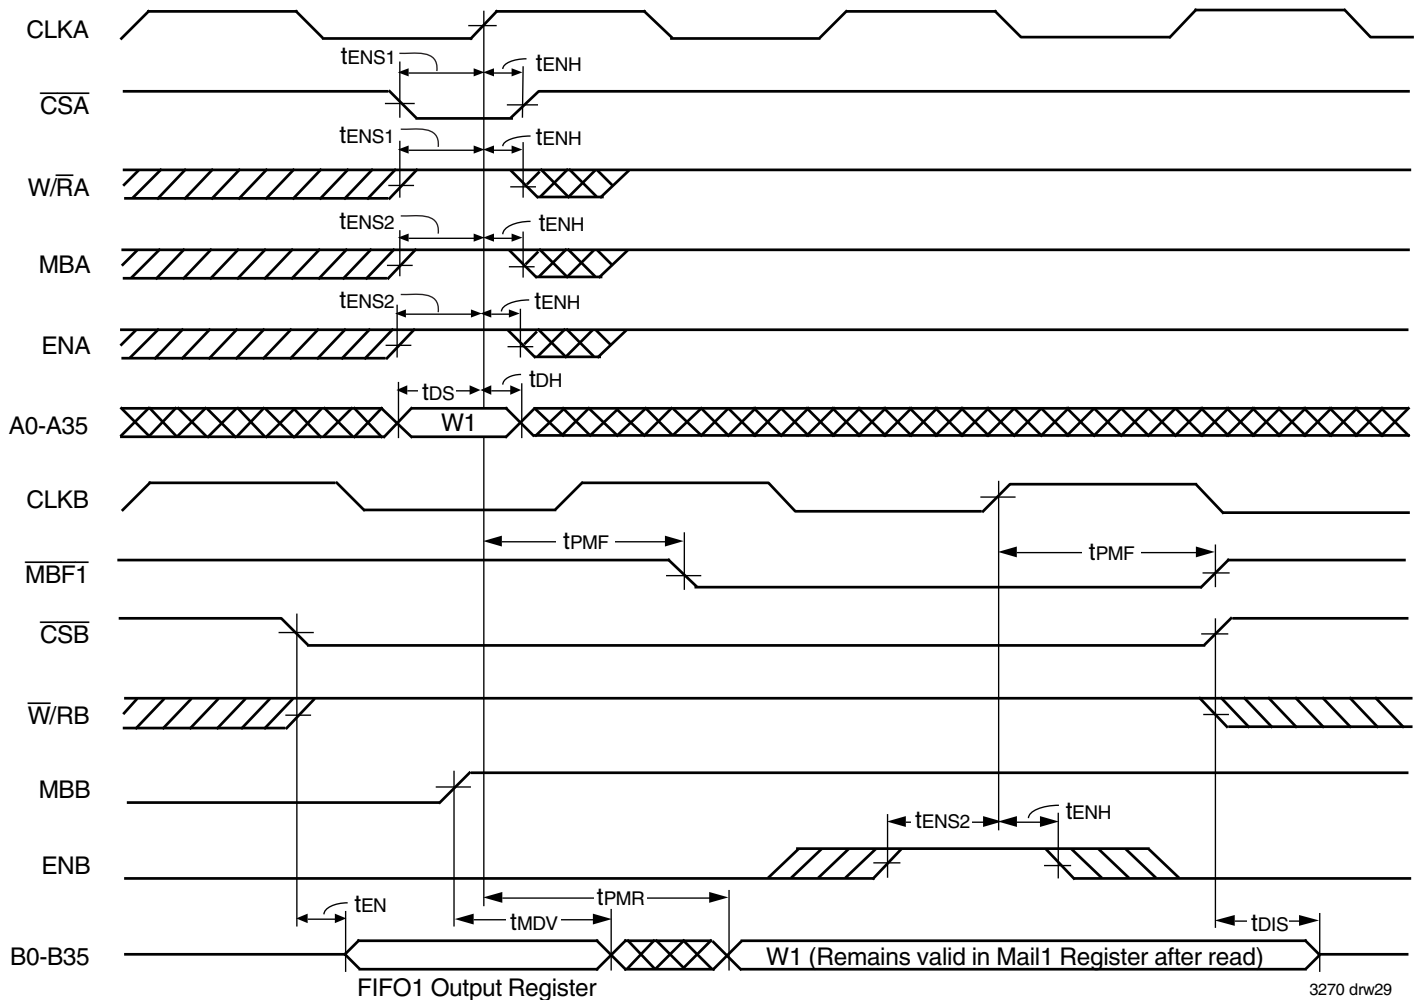 CLKA
tENS1
tENH
CSA
tENS1
tENH
W/RA
tENS2
tENH
MBA
tENS2
tENH
ENA
tDS
tDH
A0-A35
W1
CLKB
tPMF
tPMF
MBF1
CSB
W/RB
MBB
tENS2
tENH
ENB
tEN
tMDV
tPMR
tDIS
B0-B35
W1 (Remains valid in Mail1 Register after read)
FIFO1 Output Register
3270 drw29